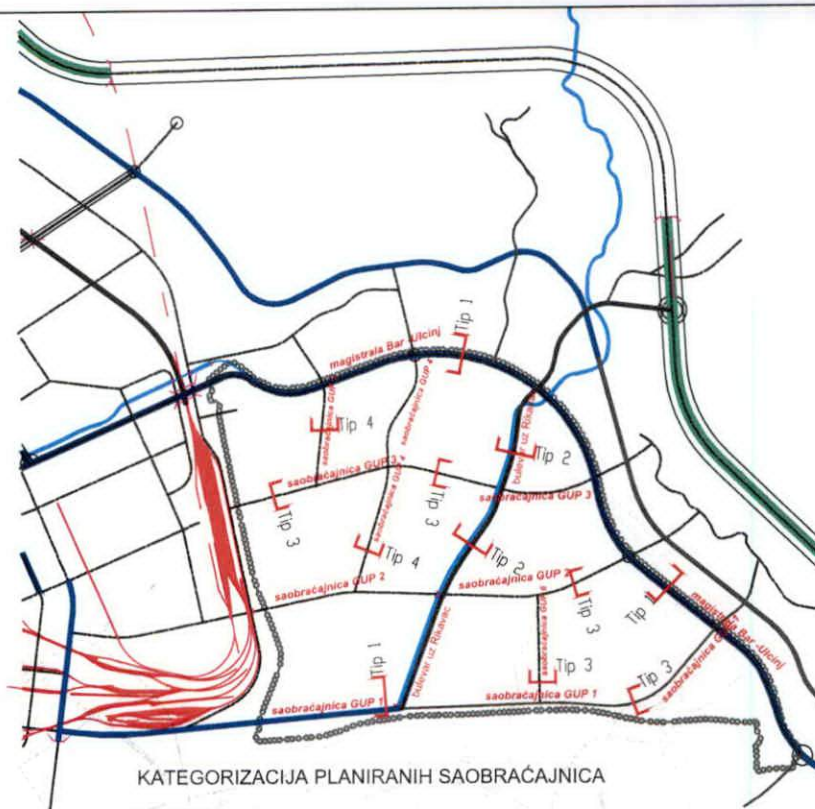 Tip 1
magistrala Bar -Ulcinj
saobraćajnica GUP 4
Tip 4
bulevar uz Rikavac
Tip 2
saobraćajnica GUP 3
Tip 3
saobraćajnica GUP 4
Tip 3
saobraćajnica GUP 3
Tip 4
Tip 2
saobraćajnica GUP 2
saobraćajnica GUP 2
Tip 3
Tip 1
magistrala Bar -Ulcinj
bulevar uz Rikavac
Tip 1
Tip 3
Tip 3
saobraćajnica GUP 1
saobraćajnica GUP 1
KATEGORIZACIJA PLANIRANIH SAOBRAĆAJNICA